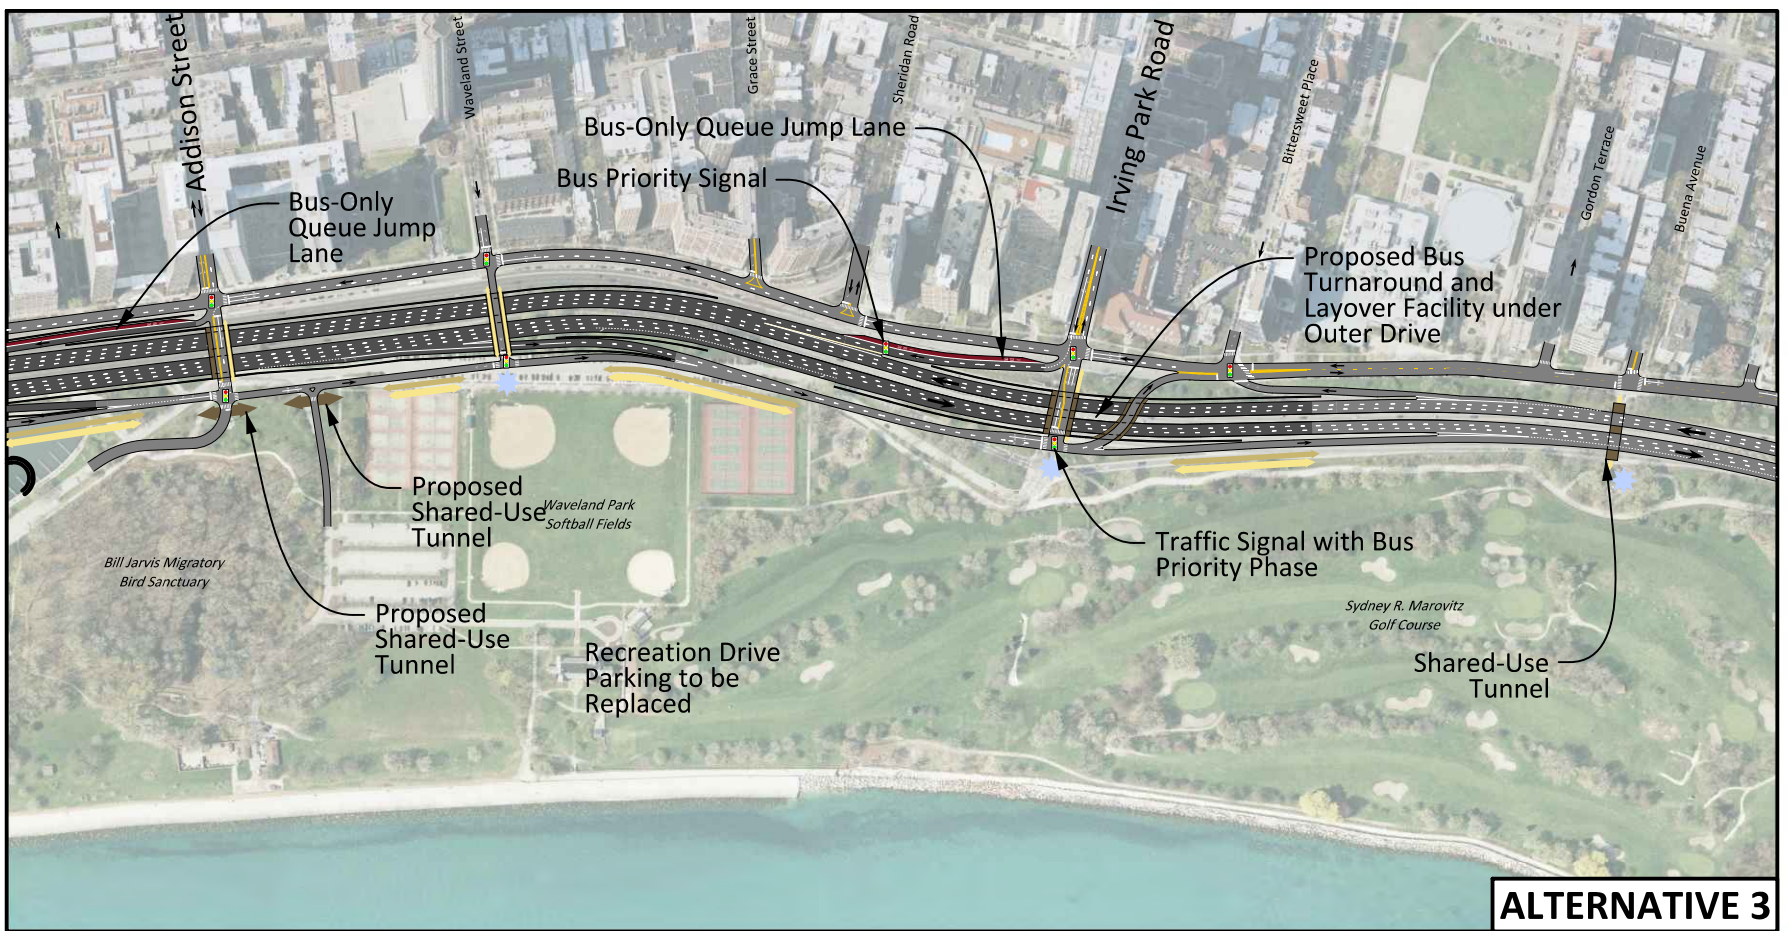 Addison Street
Waveland Street
Grace Street
Sheridan Road
Irving Park Road
Bittersweet Place
Gordon Terrace
Buena Avenue
Bus-Only Queue Jump Lane
Bus Priority Signal
Bus-Only
Queue Jump
Lane
Proposed Bus
Turnaround and
Layover Facility under
Outer Drive
Proposed
Shared-Use
Tunnel
Waveland Park
Softball Fields
Traffic Signal with Bus
Priority Phase
Bill Jarvis Migratory
Bird Sanctuary
Proposed
Shared-Use
Tunnel
Sydney R. Marovitz
Golf Course
Recreation Drive
Parking to be
Replaced
Shared-Use
Tunnel
ALTERNATIVE 3